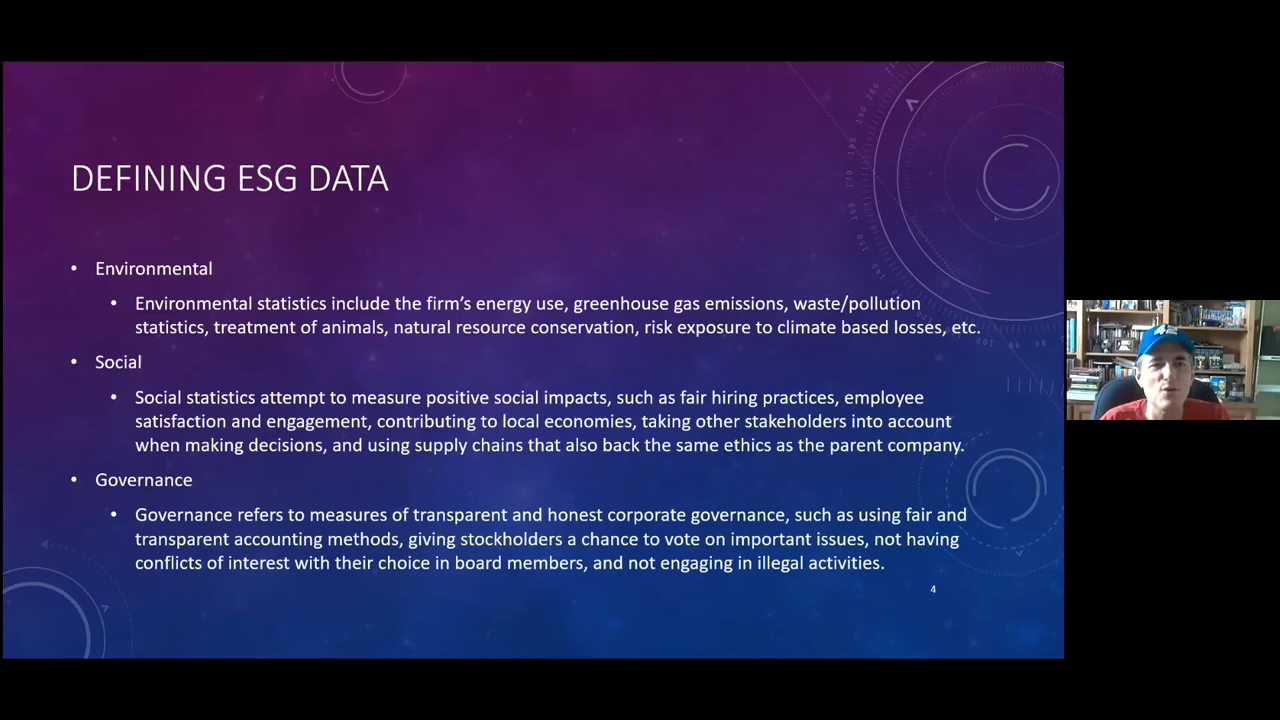 DEFINING ESG DATA
• Environmental
• Environmental statistics include the firm's energy use, greenhouse gas emissions, waste/pollution
statistics, treatment of animals, natural resource conservation, risk exposure to climate based losses, etc.
• Social
• Social statistics attempt to measure positive social impacts, such as fair hiring practices, employee
satisfaction and engagement, contributing to local economies, taking other stakeholders into account
when making decisions, and using supply chains that also back the same ethics as the parent company.
• Governance
• Governance refers to measures of transparent and honest corporate governance, such as using fair and
transparent accounting methods, giving stockholders a chance to vote on important issues, not having
conflicts of interest with their choice in board members, and not engaging in illegal activities.
4